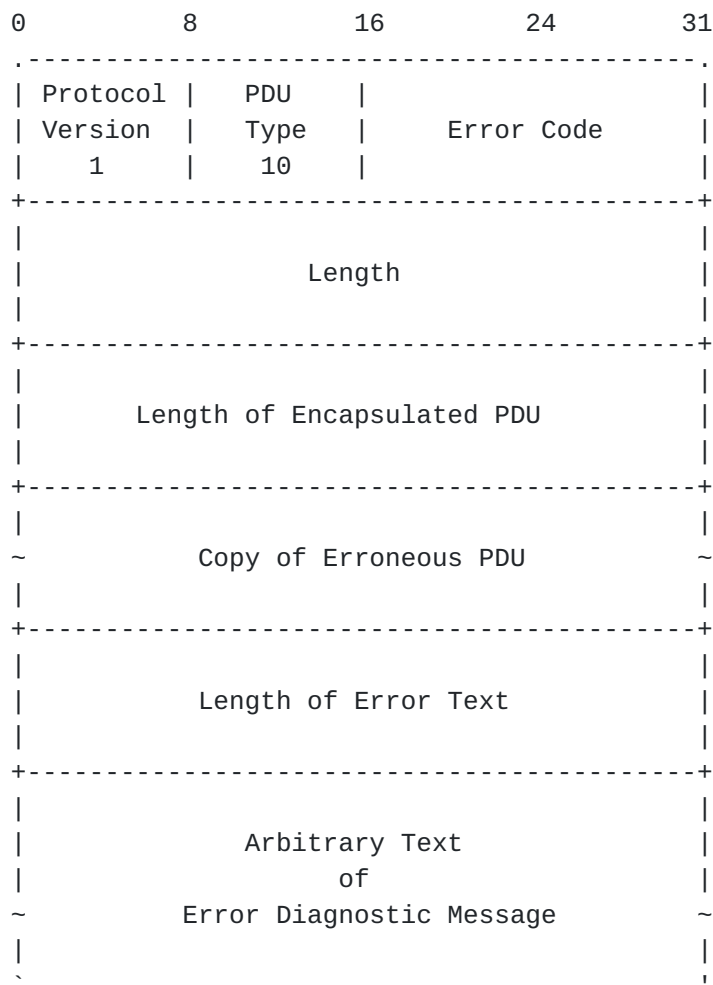 0          8          16         24        31
.-------------------------------------------.
| Protocol |   PDU    |                     |
| Version  |   Type   |     Error Code      |
|    1     |    10    |                     |
+-------------------------------------------+
|                                           |
|                  Length                   |
|                                           |
+-------------------------------------------+
|                                           |
|       Length of Encapsulated PDU          |
|                                           |
+-------------------------------------------+
|                                           |
~           Copy of Erroneous PDU           ~
|                                           |
+-------------------------------------------+
|                                           |
|           Length of Error Text            |
|                                           |
+-------------------------------------------+
|                                           |
|              Arbitrary Text               |
|                    of                     |
~          Error Diagnostic Message         ~
|                                           |
`                                           '